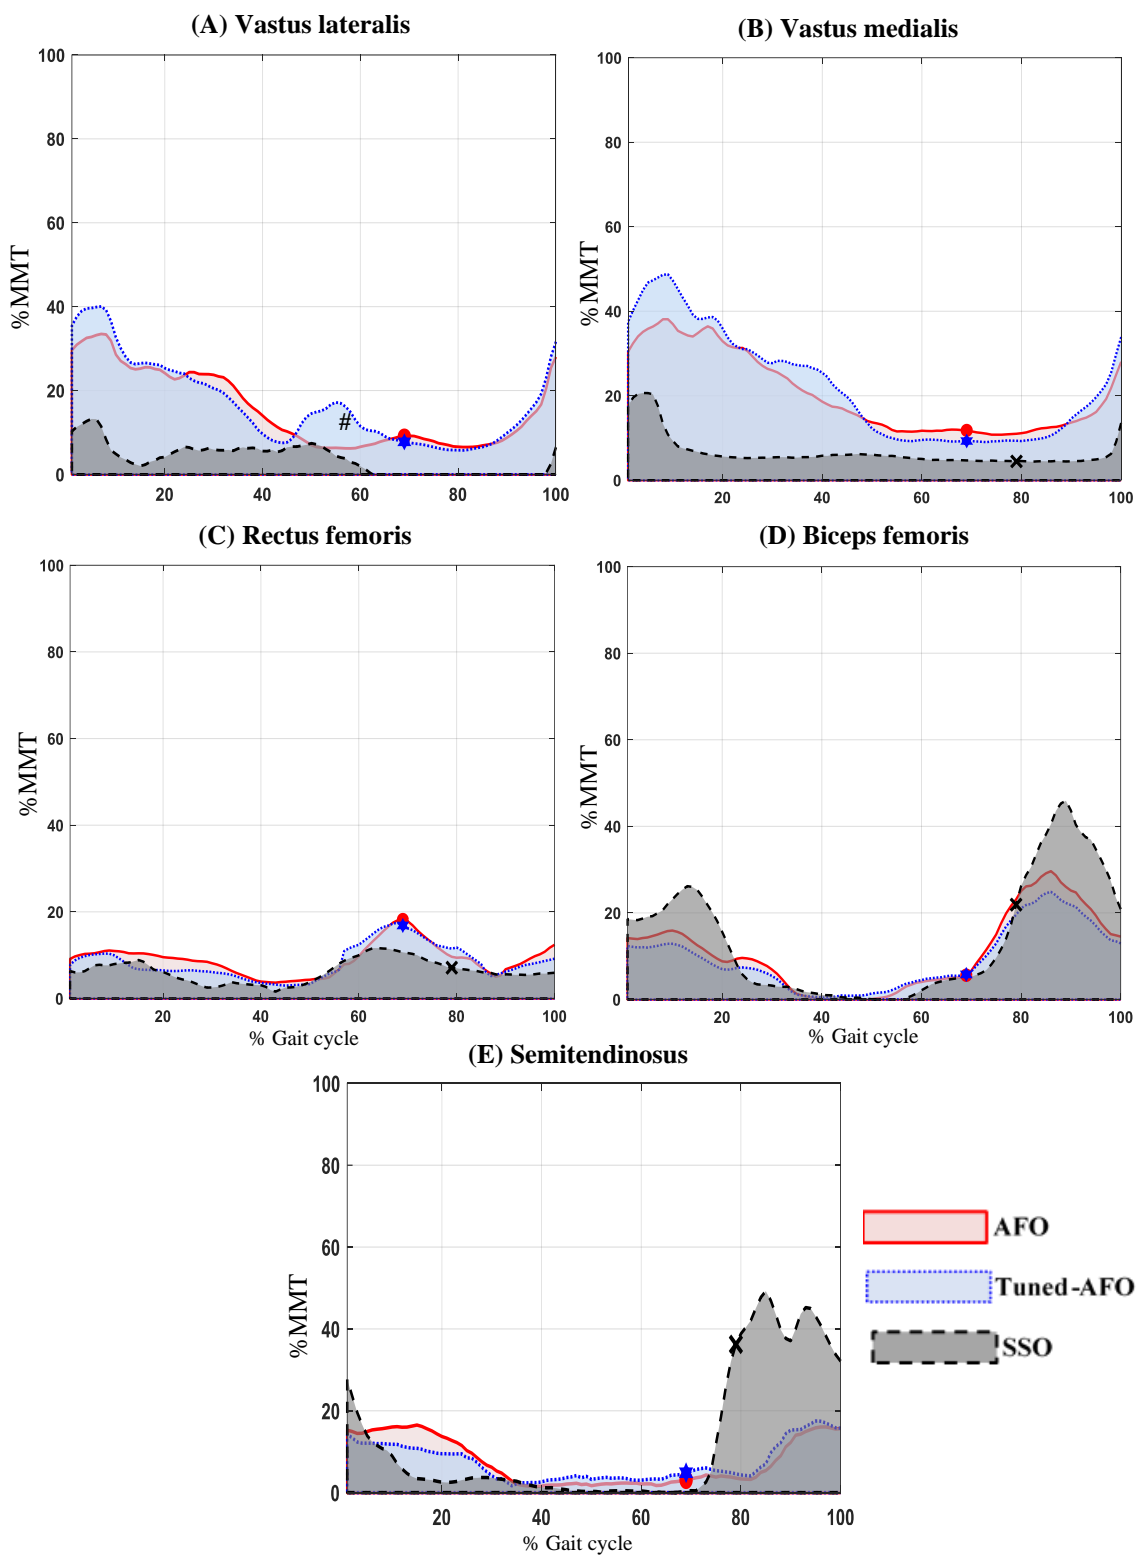 (A) Vastus lateralis
(B) Vastus medialis
100
80
60
40
20
0
%MMT
#
20 40 60 80 100
100
80
60
40
20
0
%MMT
20 40 60 80 100
(C) Rectus femoris
(D) Biceps femoris
100
80
60
40
20
0
%MMT
20 40 60 80 100
% Gait cycle
100
80
60
40
20
0
%MMT
20 40 60 80 100
% Gait cycle
(E) Semitendinosus
100
80
60
40
20
0
%MMT
20 40 60 80 100
% Gait cycle
AFO
Tuned-AFO
SSO